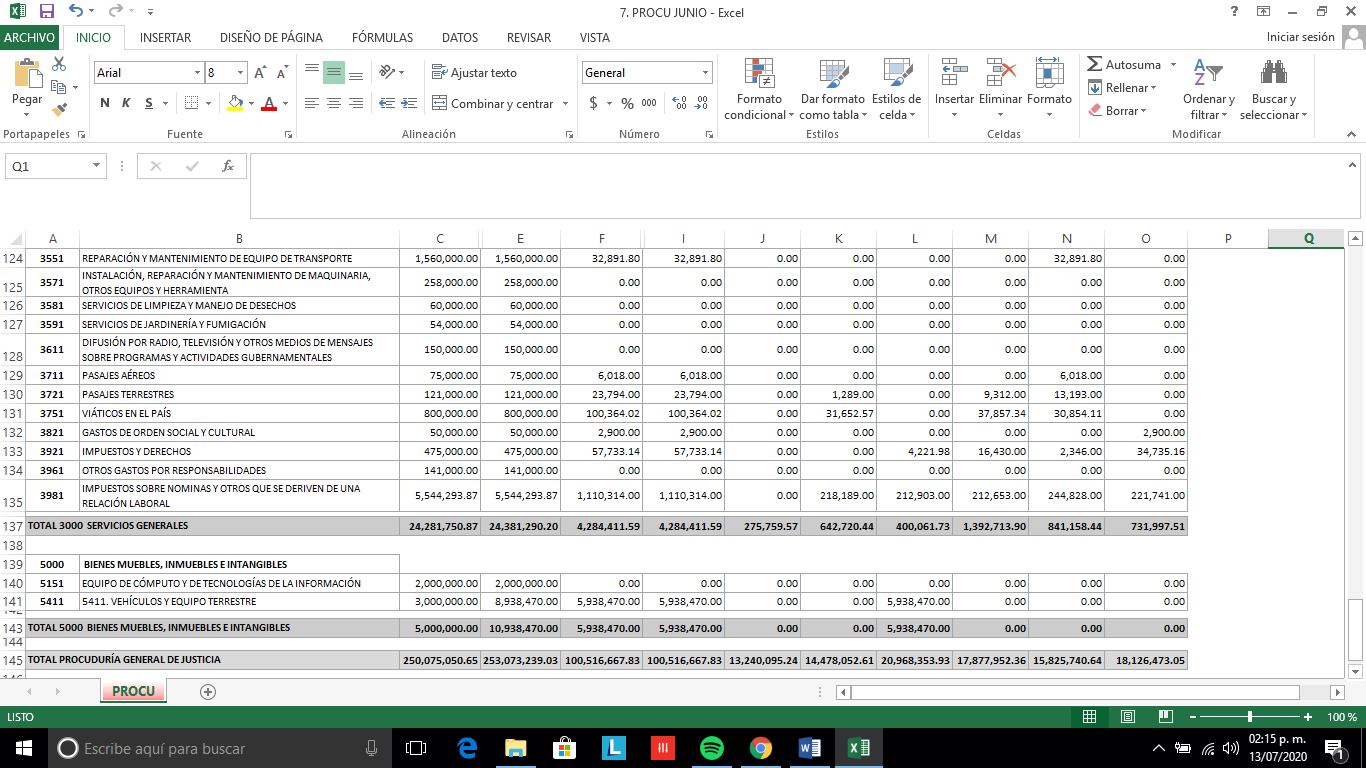 7. PROCU JUNIO - Excel
ARCHIVO INICIO INSERTAR DISEÑO DE PÁGINA FÓRMULAS DATOS REVISAR VISTA Iniciar sesión
Pegar
Arial 8
N K S
Ajustar texto
Combinar y centrar
General
$ % 000
Formato condicional
Dar formato como tabla
Estilos de celda
Insertar Eliminar Formato
Autosuma
Rellenar
Borrar
Ordenar y filtrar
Buscar y seleccionar
Portapapeles Fuente Alineación Número Estilos Celdas Modificar
Q1 fx
A B C E F I J K L M N O P Q
124 3551 REPARACIÓN Y MANTENIMIENTO DE EQUIPO DE TRANSPORTE 1,560,000.00 1,560,000.00 32,891.80 32,891.80 0.00 0.00 0.00 0.00 32,891.80 0.00
125 3571 INSTALACIÓN, REPARACIÓN Y MANTENIMIENTO DE MAQUINARIA, OTROS EQUIPOS Y HERRAMIENTA 258,000.00 258,000.00 0.00 0.00 0.00 0.00 0.00 0.00 0.00 0.00
126 3581 SERVICIOS DE LIMPIEZA Y MANEJO DE DESECHOS 60,000.00 60,000.00 0.00 0.00 0.00 0.00 0.00 0.00 0.00 0.00
127 3591 SERVICIOS DE JARDINERÍA Y FUMIGACIÓN 54,000.00 54,000.00 0.00 0.00 0.00 0.00 0.00 0.00 0.00 0.00
128 3611 DIFUSIÓN POR RADIO, TELEVISIÓN Y OTROS MEDIOS DE MENSAJES SOBRE PROGRAMAS Y ACTIVIDADES GUBERNAMENTALES 150,000.00 150,000.00 0.00 0.00 0.00 0.00 0.00 0.00 0.00 0.00
129 3711 PASAJES AÉREOS 75,000.00 75,000.00 6,018.00 6,018.00 0.00 0.00 0.00 0.00 6,018.00 0.00
130 3721 PASAJES TERRESTRES 121,000.00 121,000.00 23,794.00 23,794.00 0.00 1,289.00 0.00 9,312.00 13,193.00 0.00
131 3751 VIÁTICOS EN EL PAÍS 800,000.00 800,000.00 100,364.02 100,364.02 0.00 31,652.57 0.00 37,857.34 30,854.11 0.00
132 3821 GASTOS DE ORDEN SOCIAL Y CULTURAL 50,000.00 50,000.00 2,900.00 2,900.00 0.00 0.00 0.00 0.00 0.00 2,900.00
133 3921 IMPUESTOS Y DERECHOS 475,000.00 475,000.00 57,733.14 57,733.14 0.00 0.00 4,221.98 16,430.00 2,346.00 34,735.16
134 3961 OTROS GASTOS POR RESPONSABILIDADES 141,000.00 141,000.00 0.00 0.00 0.00 0.00 0.00 0.00 0.00 0.00
135 3981 IMPUESTOS SOBRE NOMINAS Y OTROS QUE SE DERIVEN DE UNA RELACIÓN LABORAL 5,544,293.87 5,544,293.87 1,110,314.00 1,110,314.00 0.00 218,189.00 212,903.00 212,653.00 244,828.00 221,741.00
137 TOTAL 3000 SERVICIOS GENERALES 24,281,750.87 24,381,290.20 4,284,411.59 4,284,411.59 275,759.57 642,720.44 400,061.73 1,392,713.90 841,158.44 731,997.51
138
139 5000 BIENES MUEBLES, INMUEBLES E INTANGIBLES
140 5151 EQUIPO DE CÓMPUTO Y DE TECNOLOGÍAS DE LA INFORMACIÓN 2,000,000.00 2,000,000.00 0.00 0.00 0.00 0.00 0.00 0.00 0.00 0.00
141 5411 5411. VEHÍCULOS Y EQUIPO TERRESTRE 3,000,000.00 8,938,470.00 5,938,470.00 5,938,470.00 0.00 0.00 5,938,470.00 0.00 0.00 0.00
143 TOTAL 5000 BIENES MUEBLES, INMUEBLES E INTANGIBLES 5,000,000.00 10,938,470.00 5,938,470.00 5,938,470.00 0.00 0.00 5,938,470.00 0.00 0.00 0.00
144
145 TOTAL PROCUDURÍA GENERAL DE JUSTICIA 250,075,050.65 253,073,239.03 100,516,667.83 100,516,667.83 13,240,095.24 14,478,052.61 20,968,353.93 17,877,952.36 15,825,740.64 18,126,473.05
PROCU
LISTO 100 %
Escribe aquí para buscar
02:15 p. m.
13/07/2020